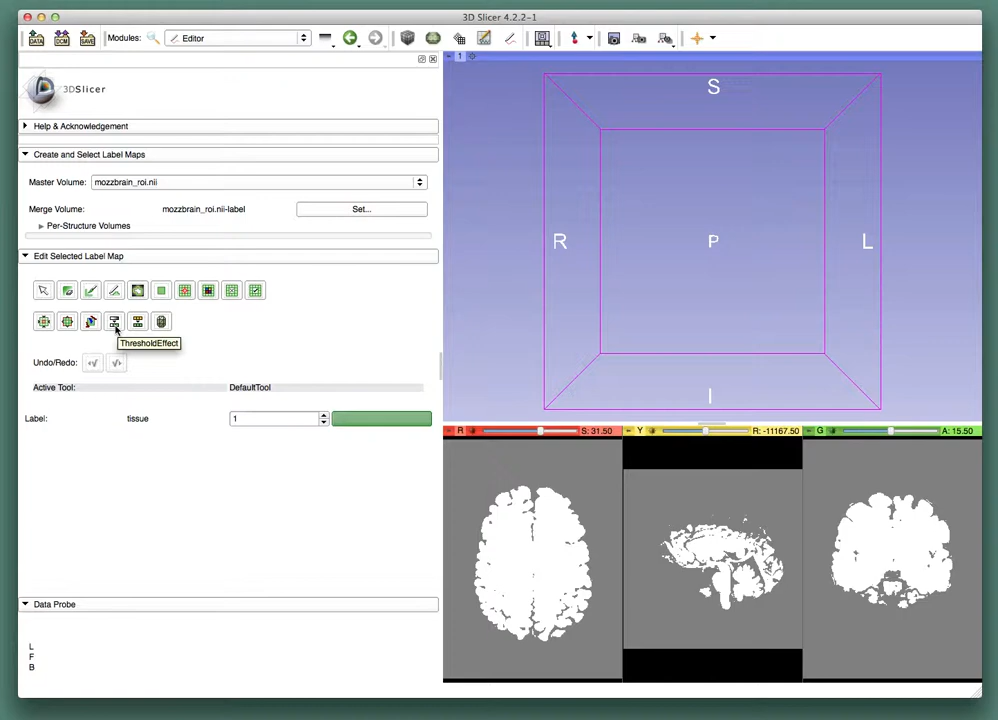 3D Slicer 4.2.2-1
DATA DCM SAVE Modules: Editor
1
3DSlicer
Help & Acknowledgement
Create and Select Label Maps
Master Volume: mozzbrain_roi.nii
Merge Volume: mozzbrain_roi.nii-label Set...
Per-Structure Volumes
Edit Selected Label Map
ThresholdEffect
Undo/Redo:
Active Tool: DefaultTool
Label: tissue 1
Data Probe
L
F
B
S
R P L
I
R S: 31.50 Y R: -11167.50 G A: 15.50